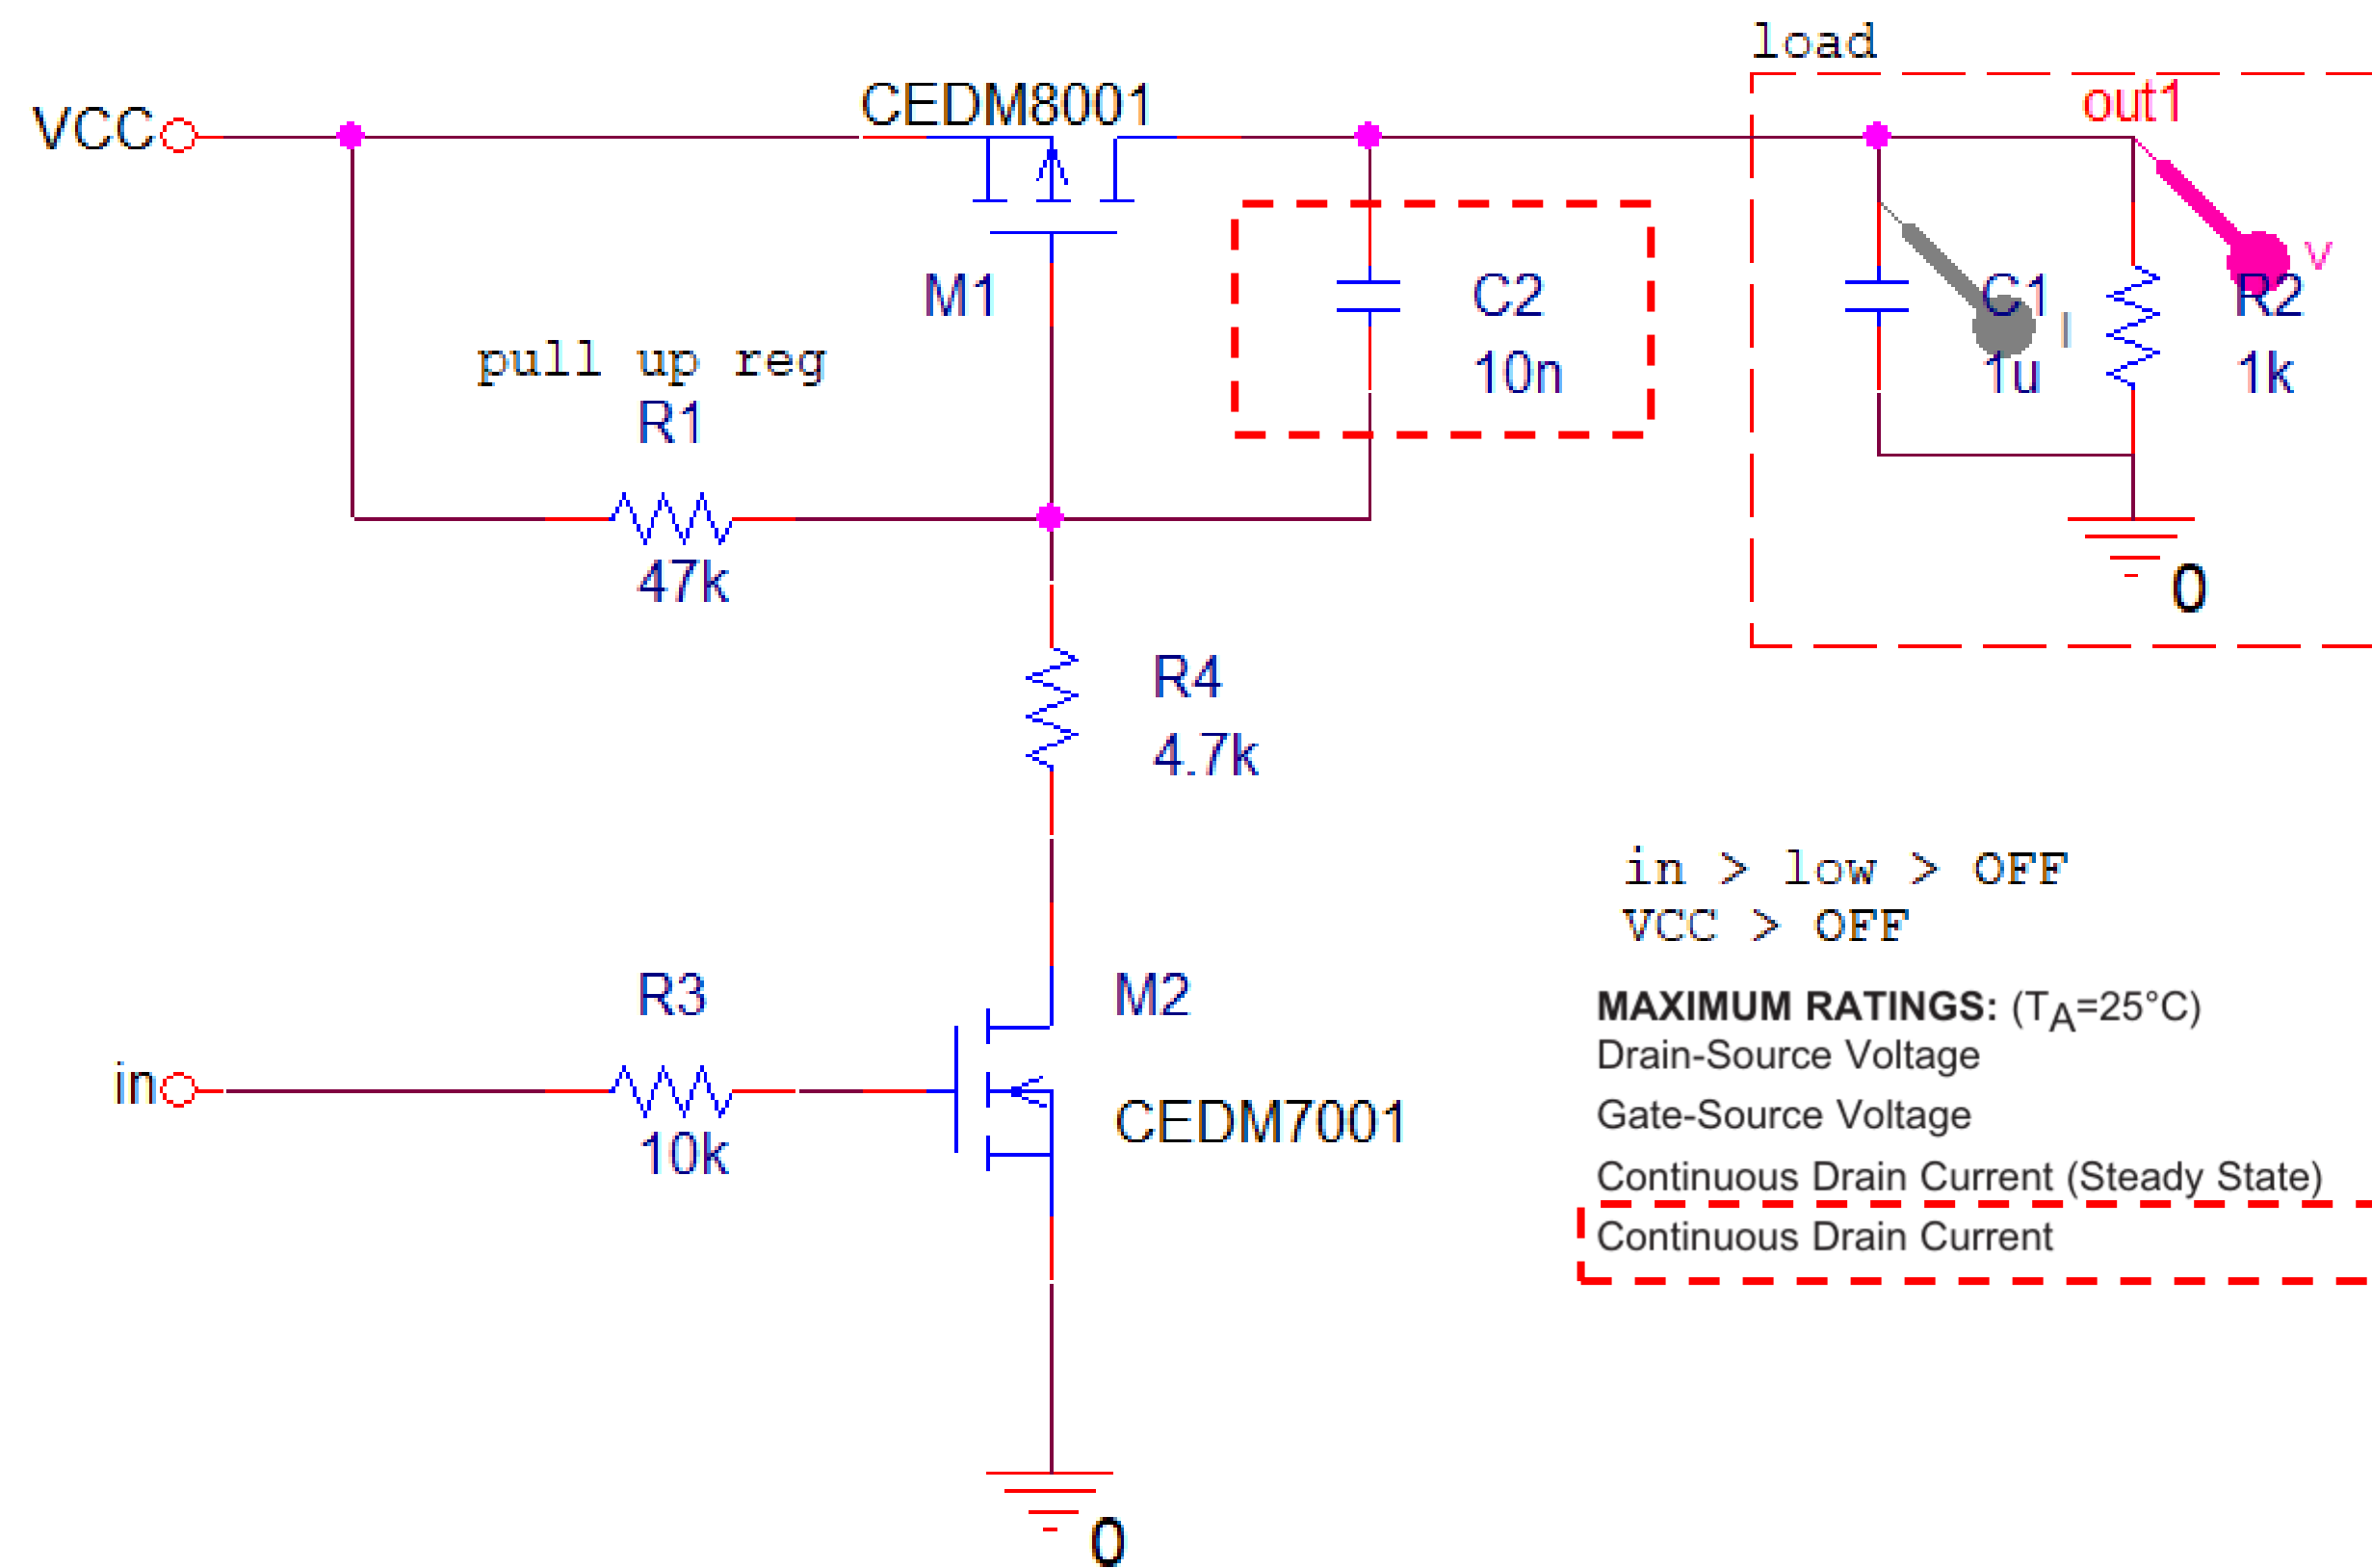 load
out1
CEDM8001
VCC
M1
C2
10n
C1
1u
I
R2
1k
V
pull up reg
R1
47k
0
R4
4.7k
in > low > OFF
VCC > OFF
R3
10k
in
M2
CEDM7001
MAXIMUM RATINGS: (TA=25°C)
Drain-Source Voltage
Gate-Source Voltage
Continuous Drain Current (Steady State)
Continuous Drain Current
0